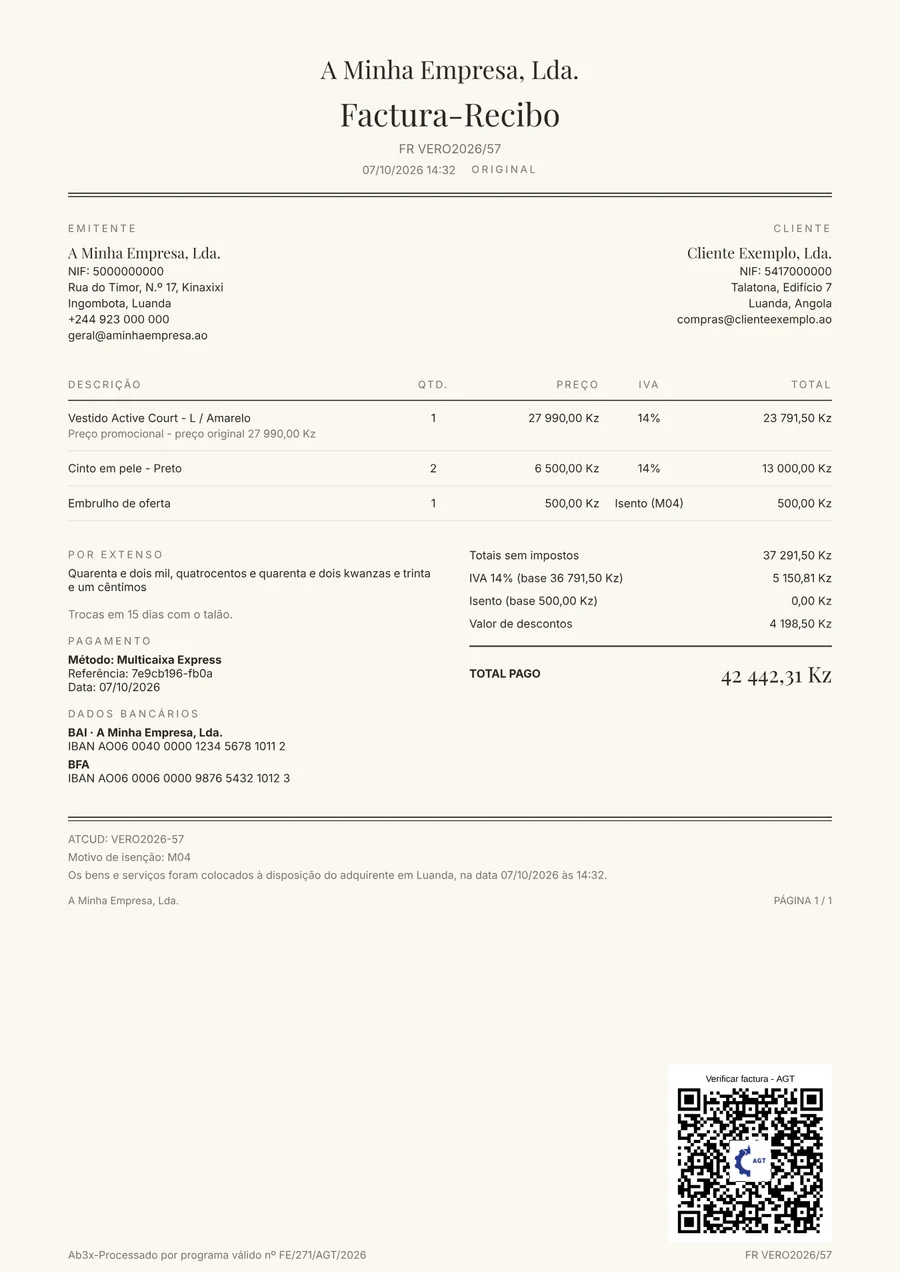 A Minha Empresa, Lda.
Factura-Recibo
FR VERO2026/57
07/10/2026 14:32 ORIGINAL
EMITENTE
A Minha Empresa, Lda.
NIF: 5000000000
Rua do Timor, N.º 17, Kinaxixi
Ingombota, Luanda
+244 923 000 000
geral@aminhaempresa.ao
CLIENTE
Cliente Exemplo, Lda.
NIF: 5417000000
Talatona, Edifício 7
Luanda, Angola
compras@clienteexemplo.ao
DESCRIÇÃO QTD. PREÇO IVA TOTAL
Vestido Active Court - L / Amarelo 1 27 990,00 Kz 14% 23 791,50 Kz
Preço promocional - preço original 27 990,00 Kz
Cinto em pele - Preto 2 6 500,00 Kz 14% 13 000,00 Kz
Embrulho de oferta 1 500,00 Kz Isento (M04) 500,00 Kz
POR EXTENSO
Quarenta e dois mil, quatrocentos e quarenta e dois kwanzas e trinta
e um cêntimos
Trocas em 15 dias com o talão.
PAGAMENTO
Método: Multicaixa Express
Referência: 7e9cb196-fb0a
Data: 07/10/2026
DADOS BANCÁRIOS
BAI · A Minha Empresa, Lda.
IBAN AO06 0040 0000 1234 5678 1011 2
BFA
IBAN AO06 0006 0000 9876 5432 1012 3
Totais sem impostos 37 291,50 Kz
IVA 14% (base 36 791,50 Kz) 5 150,81 Kz
Isento (base 500,00 Kz) 0,00 Kz
Valor de descontos 4 198,50 Kz
TOTAL PAGO 42 442,31 Kz
ATCUD: VERO2026-57
Motivo de isenção: M04
Os bens e serviços foram colocados à disposição do adquirente em Luanda, na data 07/10/2026 às 14:32.
A Minha Empresa, Lda. PÁGINA 1 / 1
Verificar factura - AGT
AGT
Ab3x-Processado por programa válido nº FE/271/AGT/2026 FR VERO2026/57